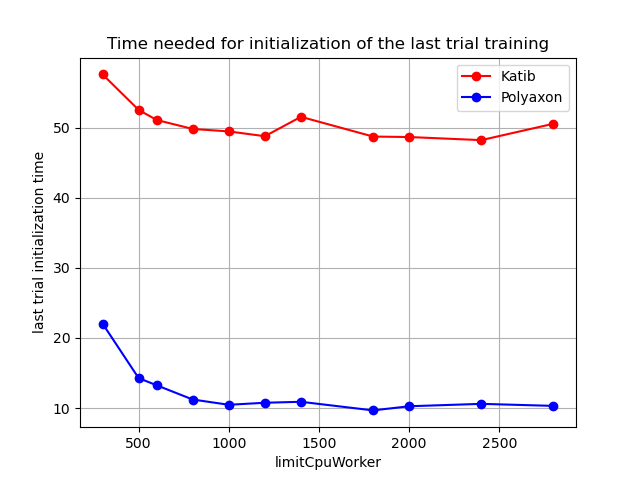 Time needed for initialization of the last trial training
Katib
Polyaxon
last trial initialization time
50
40
30
20
10
500
1000
1500
2000
2500
limitCpuWorker